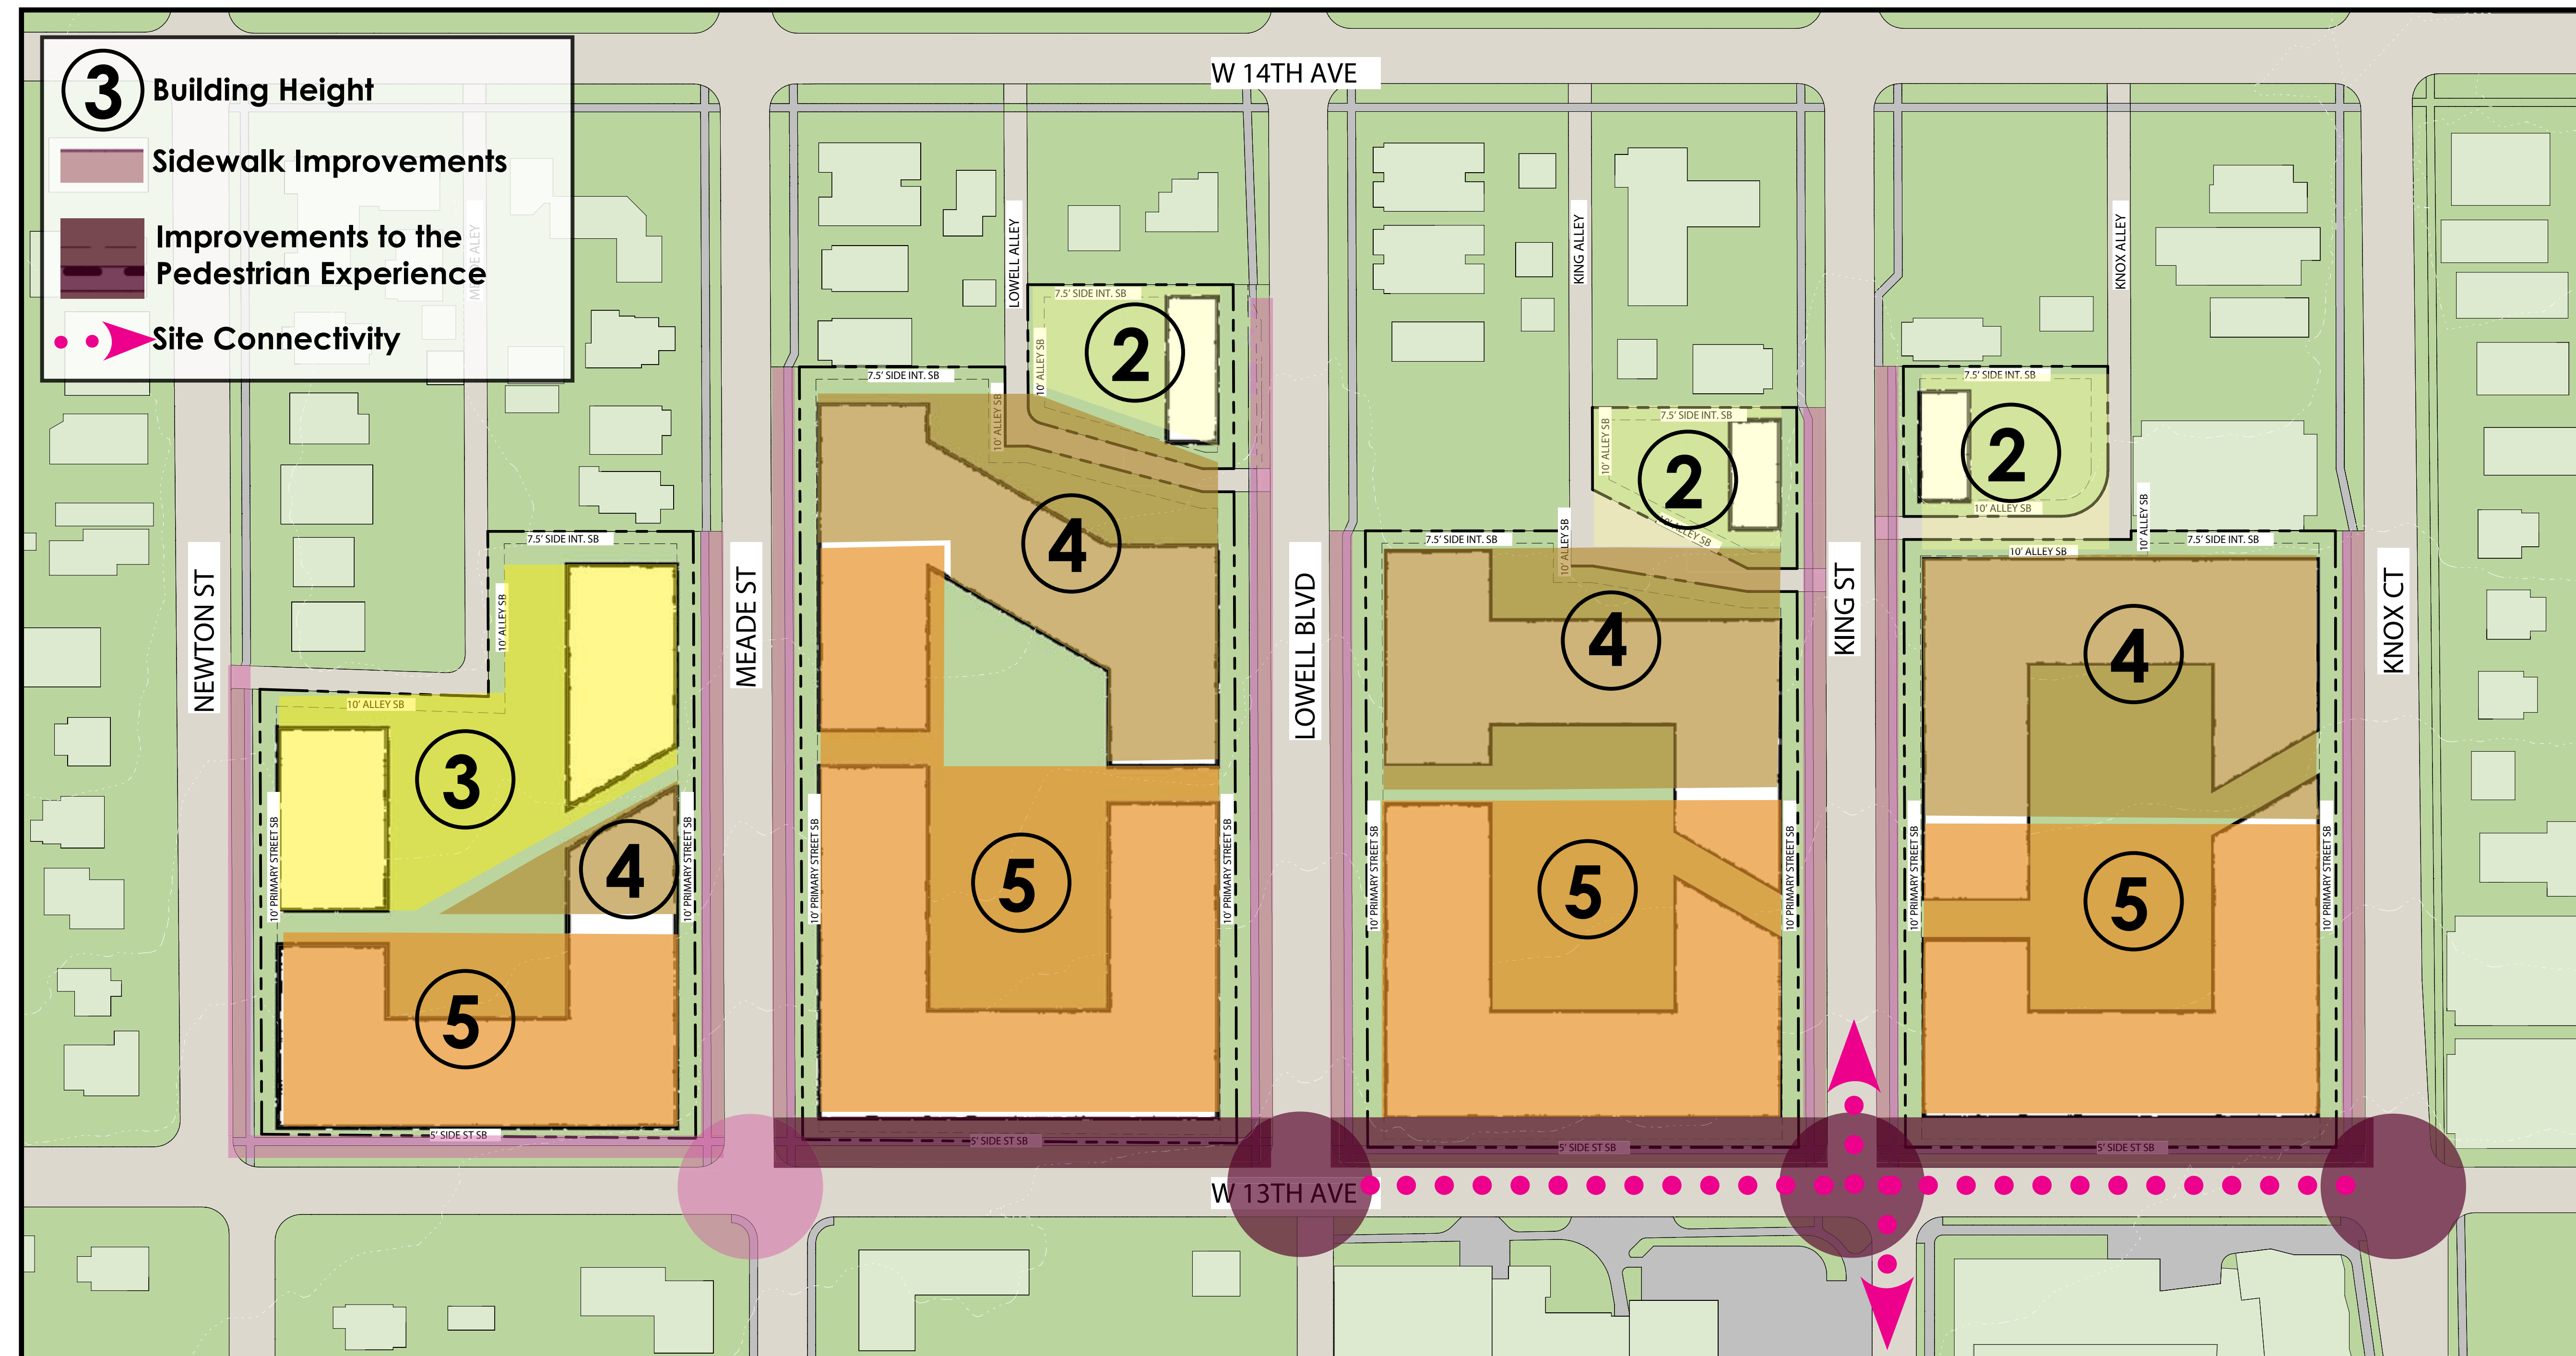 3 Building Height
Sidewalk Improvements
Improvements to the
Pedestrian Experience
Site Connectivity
W 14TH AVE
LOWELL ALLEY
KING ALLEY
KNOX ALLEY
NEWTON ST
MEADE ST
LOWELL BLVD
KING ST
KNOX CT
7.5' SIDE INT. SB
10' ALLEY SB
10' ALLEY SB
3
4
5
10' PRIMARY STREET SB
10' PRIMARY STREET SB
5' SIDE ST SB
7.5' SIDE INT. SB
10' ALLEY SB
2
7.5' SIDE INT. SB
10' ALLEY SB
4
5
10' PRIMARY STREET SB
10' PRIMARY STREET SB
5' SIDE ST SB
7.5' SIDE INT. SB
10' ALLEY SB
2
10' ALLEY SB
7.5' SIDE INT. SB
10' ALLEY SB
4
5
10' PRIMARY STREET SB
10' PRIMARY STREET SB
5' SIDE ST SB
7.5' SIDE INT. SB
2
10' ALLEY SB
10' ALLEY SB
10' ALLEY SB
7.5' SIDE INT. SB
4
5
10' PRIMARY STREET SB
10' PRIMARY STREET SB
5' SIDE ST SB
W 13TH AVE